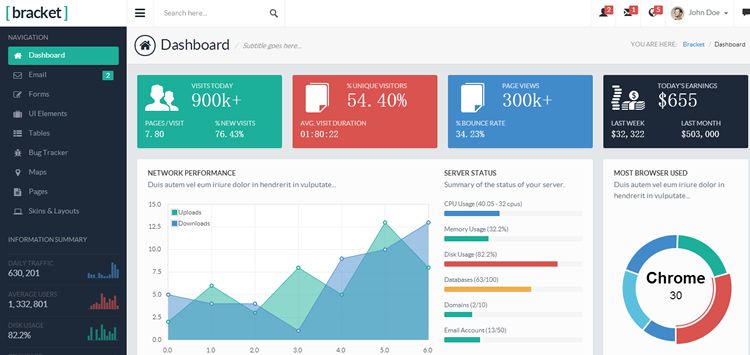 [bracket]
Search here...
2
1
5
John Doe
NAVIGATION
Dashboard
Email
2
Forms
UI Elements
Tables
Bug Tracker
Maps
Pages
Skins & Layouts
INFORMATION SUMMARY
DAILY TRAFFIC
630, 201
AVERAGE USERS
1, 332, 801
DISK USAGE
82.2%
Dashboard / Subtitle goes here...
YOU ARE HERE: Bracket / Dashboard
VISITS TODAY
900k+
PAGES / VISIT
7. 80
% NEW VISITS
76. 43%
% UNIQUE VISITORS
54. 40%
AVG. VISIT DURATION
01:80:22
PAGE VIEWS
300k+
% BOUNCE RATE
34. 23%
TODAY'S EARNINGS
$655
LAST WEEK
$32, 322
LAST MONTH
$503, 000
NETWORK PERFORMANCE
Duis autem vel eum iriure dolor in hendrerit in vulputate...
15.0
12.5
10.0
7.5
5.0
2.5
0.0
Uploads
Downloads
0.0 1.0 2.0 3.0 4.0 5.0 6.0
SERVER STATUS
Summary of the status of your server.
CPU Usage (40.05 - 32 cpus)
Memory Usage (32.2%)
Disk Usage (82.2%)
Databases (63/100)
Domains (2/10)
Email Account (13/50)
MOST BROWSER USED
Duis autem vel eum iriure dolor in
hendrerit in vulputate...
Chrome
30